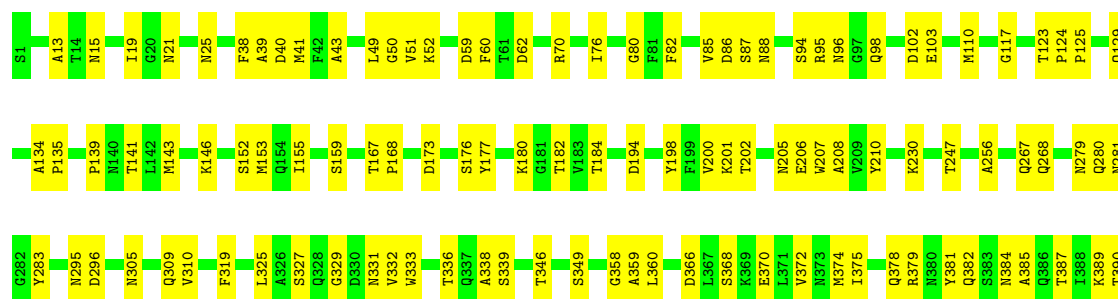 S1 A13 T14 N15 I19 G20 N21 N25 F38 A39 D40 M41 F42 A43 L49 G50 V51 K52 D59 F60 T61 D62 R70 I76 G80 F81 F82 V85 D86 S87 N88 S94 R95 N96 G97 Q98 D102 E103 M110 G117 T123 P124 P125
A134 P135 P139 N140 T141 L142 M143 K146 S152 M153 Q154 I155 S159 T167 P168 D173 S176 Y177 K180 G181 T182 V183 T184 D194 Y198 F199 V200 K201 T202 N205 E206 W207 A208 V209 Y210 K230 T247 A256 Q267 Q268 N279 Q280 N281
G282 Y283 N295 D296 N305 Q309 V310 F319 L325 A326 S327 Q328 G329 D330 N331 V332 W333 T336 Q337 A338 S339 T346 S349 G358 A359 L360 D366 L367 S368 K369 E370 L371 V372 N373 M374 I375 Q378 R379 N380 Y381 Q382 S383 N384 A385 Q386 T387 I388 K389